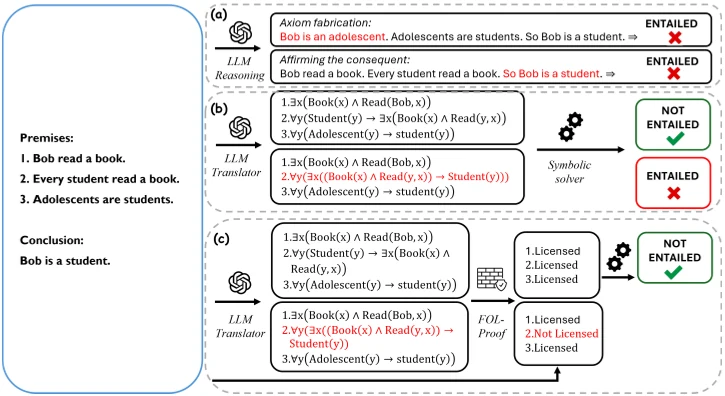 Premises:
1. Bob read a book.
2. Every student read a book.
3. Adolescents are students.
Conclusion:
Bob is a student.
(a)
LLM
Reasoning
Axiom fabrication:
Bob is an adolescent. Adolescents are students. So Bob is a student. ⇒
ENTAILED
Affirming the consequent:
Bob read a book. Every student read a book. So Bob is a student. ⇒
ENTAILED
(b)
LLM
Translator
1.∃x(Book(x) ∧ Read(Bob, x))
2.∀y(Student(y) → ∃x(Book(x) ∧ Read(y, x))
3.∀y(Adolescent(y) → student(y))
1.∃x(Book(x) ∧ Read(Bob, x))
2.∀y(∃x((Book(x) ∧ Read(y, x)) → Student(y)))
3.∀y(Adolescent(y) → student(y))
Symbolic
solver
NOT
ENTAILED
ENTAILED
(c)
LLM
Translator
1.∃x(Book(x) ∧ Read(Bob, x))
2.∀y(Student(y) → ∃x(Book(x) ∧
Read(y, x))
3.∀y(Adolescent(y) → student(y))
1.∃x(Book(x) ∧ Read(Bob, x))
2.∀y(∃x((Book(x) ∧ Read(y, x)) →
Student(y))
3.∀y(Adolescent(y) → student(y))
FOL-
Proof
1.Licensed
2.Licensed
3.Licensed
1.Licensed
2.Not Licensed
3.Licensed
NOT
ENTAILED